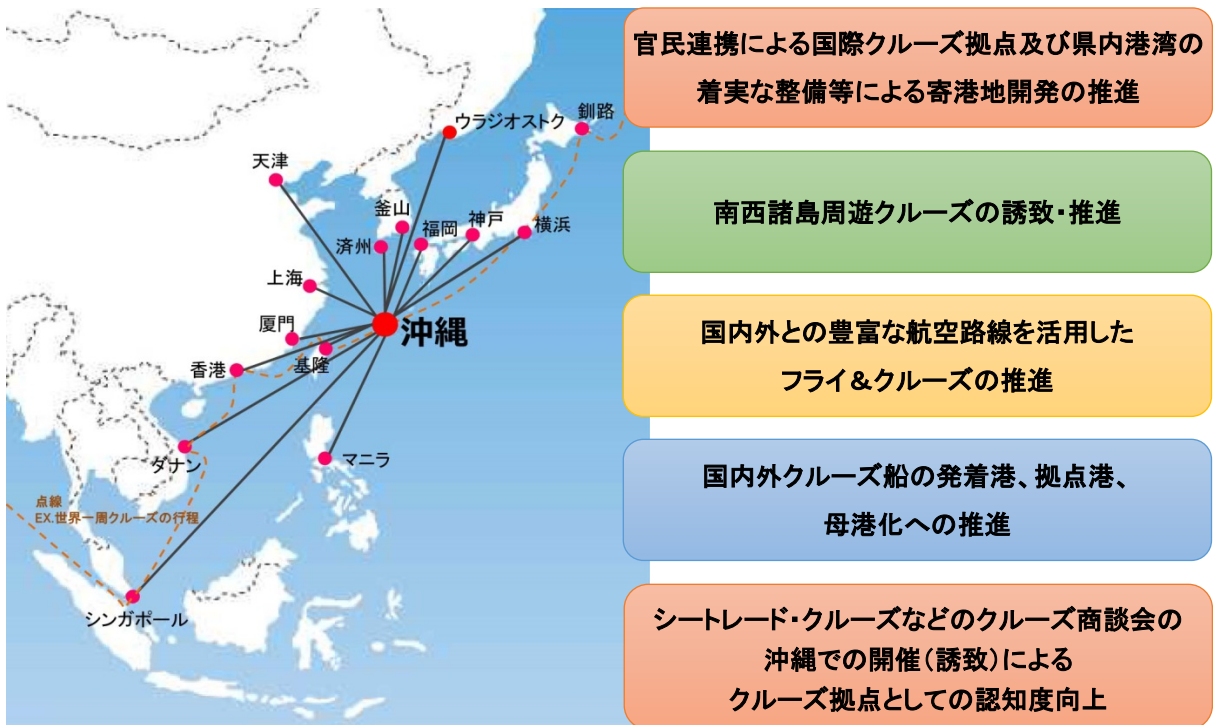 ウラジオストク
釧路
天津
釜山
福岡
神戸
横浜
済州
上海
厦門
沖縄
香港
基隆
ダナン
マニラ
点線
EX.世界一周クルーズの行程
シンガポール
官民連携による国際クルーズ拠点及び県内港湾の
着実な整備等による寄港地開発の推進
南西諸島周遊クルーズの誘致・推進
国内外との豊富な航空路線を活用した
フライ&クルーズの推進
国内外クルーズ船の発着港、拠点港、
母港化への推進
シートレード・クルーズなどのクルーズ商談会の
沖縄での開催(誘致)による
クルーズ拠点としての認知度向上